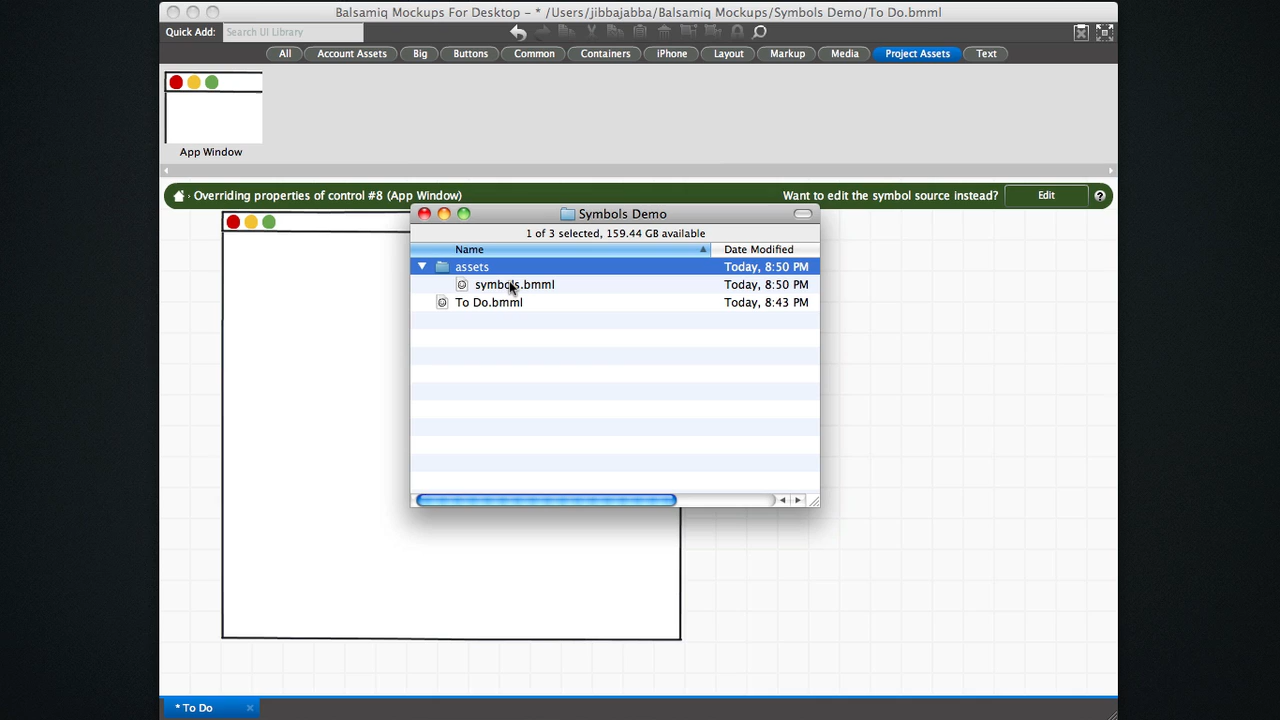 Balsamiq Mockups For Desktop – * /Users/jibbajabba/Balsamiq Mockups/Symbols Demo/To Do.bmml
Quick Add: Search UI Library
All Account Assets Big Buttons Common Containers iPhone Layout Markup Media Project Assets Text
App Window
Overriding properties of control #8 (App Window) Want to edit the symbol source instead? Edit ?
Symbols Demo
1 of 3 selected, 159.44 GB available
Name Date Modified
assets Today, 8:50 PM
symbols.bmml Today, 8:50 PM
To Do.bmml Today, 8:43 PM
* To Do